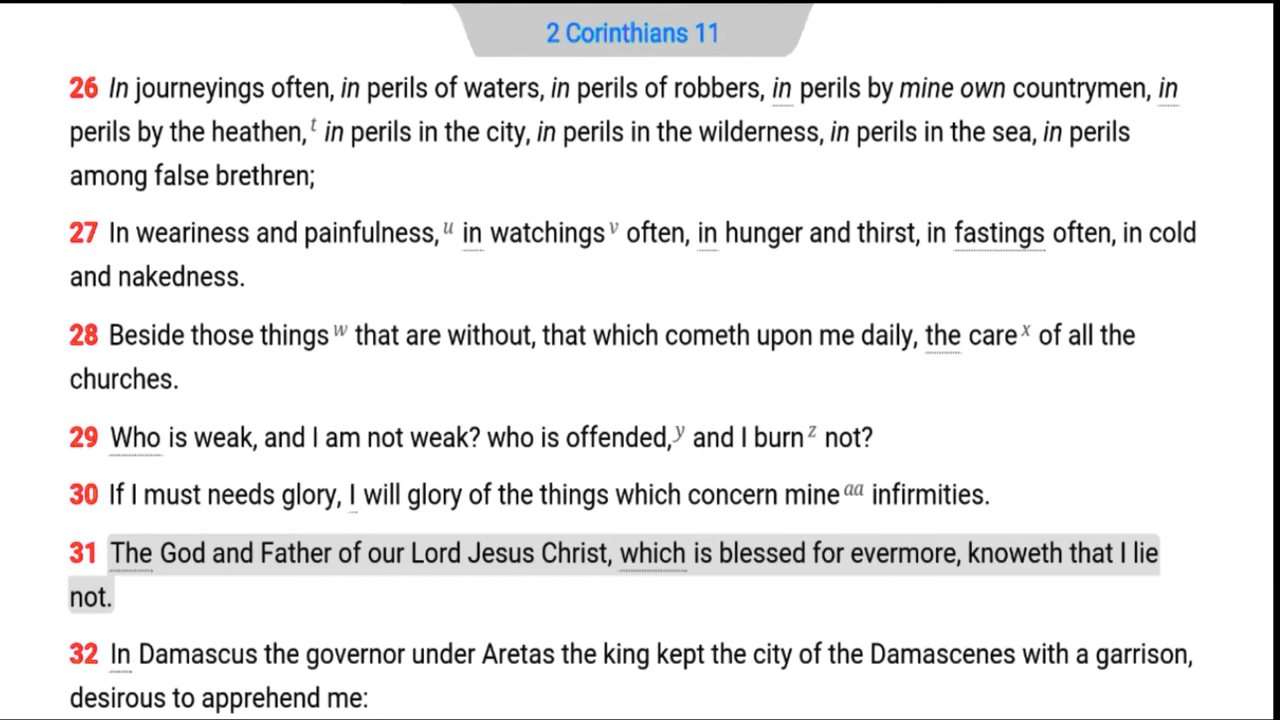 2 Corinthians 11
26 In journeyings often, in perils of waters, in perils of robbers, in perils by mine own countrymen, in
perils by the heathen, t in perils in the city, in perils in the wilderness, in perils in the sea, in perils
among false brethren;
27 In weariness and painfulness, u in watchings v often, in hunger and thirst, in fastings often, in cold
and nakedness.
28 Beside those things w that are without, that which cometh upon me daily, the care x of all the
churches.
29 Who is weak, and I am not weak? who is offended, y and I burn z not?
30 If I must needs glory, I will glory of the things which concern mine aa infirmities.
31 The God and Father of our Lord Jesus Christ, which is blessed for evermore, knoweth that I lie
not.
32 In Damascus the governor under Aretas the king kept the city of the Damascenes with a garrison,
desirous to apprehend me: